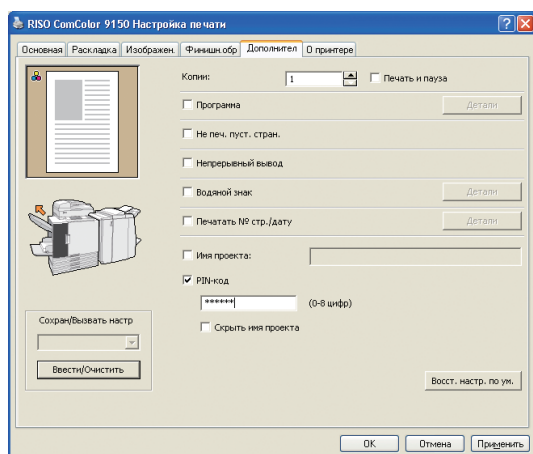 RISO ComColor 9150 Настройка печати
Основная Раскладка Изображен. Финишн.обр Дополнител О принтере
Копии: 1 Печать и пауза
Программа Детали
Не печ. пуст. стран.
Непрерывный вывод
Водяной знак Детали
Печатать № стр./дату Детали
Имя проекта:
PIN-код
****** (0-8 цифр)
Скрыть имя проекта
Сохран/Вызвать настр
Ввести/Очистить
Восст. настр. по ум.
OK Отмена Применить